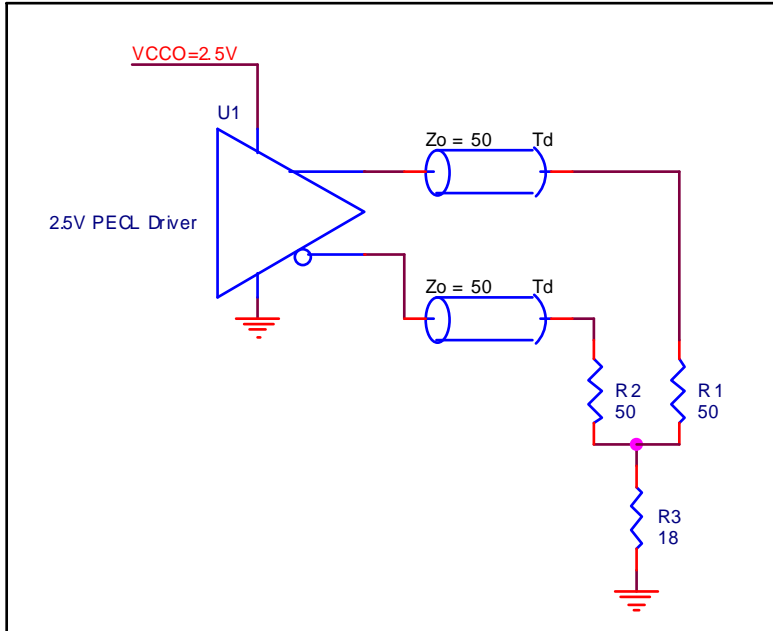 VCCO=2.5V
U1
Zo = 50 Td
2.5V PECL Driver
Zo = 50 Td
R2
50
R1
50
R3
18